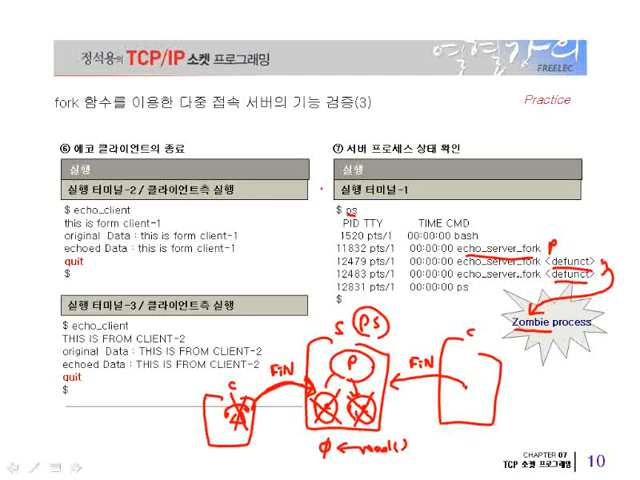 정석용의 TCP/IP 소켓 프로그래밍
열혈강의
FREELEC
fork 함수를 이용한 다중 접속 서버의 기능 검증(3)
Practice
⑥ 에코 클라이언트의 종료
실행
실행 터미널-2 / 클라이언트측 실행
$ echo_client
this is form client-1
original Data : this is form client-1
echoed Data : this is form client-1
quit
$
실행 터미널-3 / 클라이언트측 실행
$ echo_client
THIS IS FROM CLIENT-2
original Data : THIS IS FROM CLIENT-2
echoed Data : THIS IS FROM CLIENT-2
quit
$
⑦ 서버 프로세스 상태 확인
실행
실행 터미널-1
$ ps
PID TTY TIME CMD
1520 pts/1 00:00:00 bash
11832 pts/1 00:00:00 echo_server_fork
P
12479 pts/1 00:00:00 echo_server_fork <defunct>
12483 pts/1 00:00:00 echo_server_fork <defunct>
12831 pts/1 00:00:00 ps
$
Zombie process
S
ps
C
P
FiN
FiN
C
read()
CHAPTER 07
TCP 소켓 프로그래밍
10